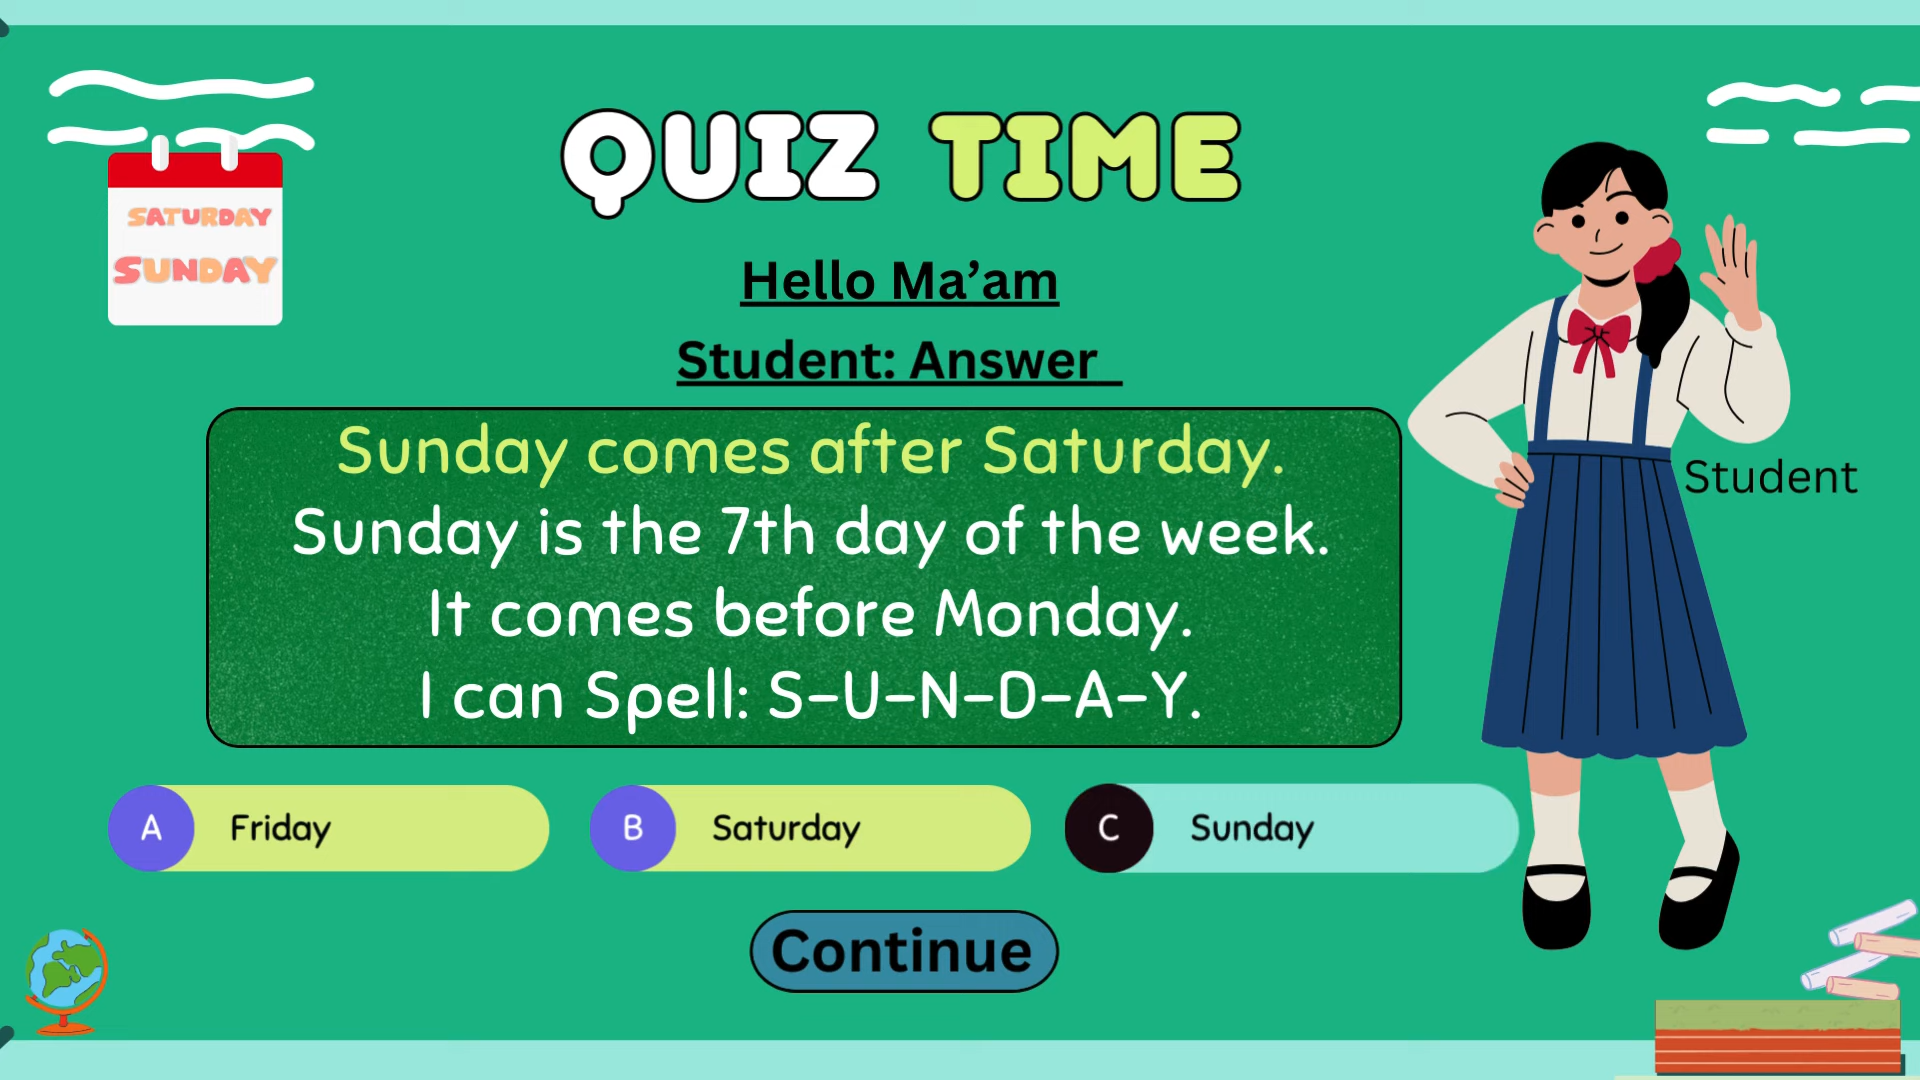 QUIZ TIME
SATURDAY
SUNDAY
Hello Ma’am
Student: Answer
Sunday comes after Saturday.
Sunday is the 7th day of the week.
It comes before Monday.
I can Spell: S-U-N-D-A-Y.
Student
A Friday
B Saturday
C Sunday
Continue